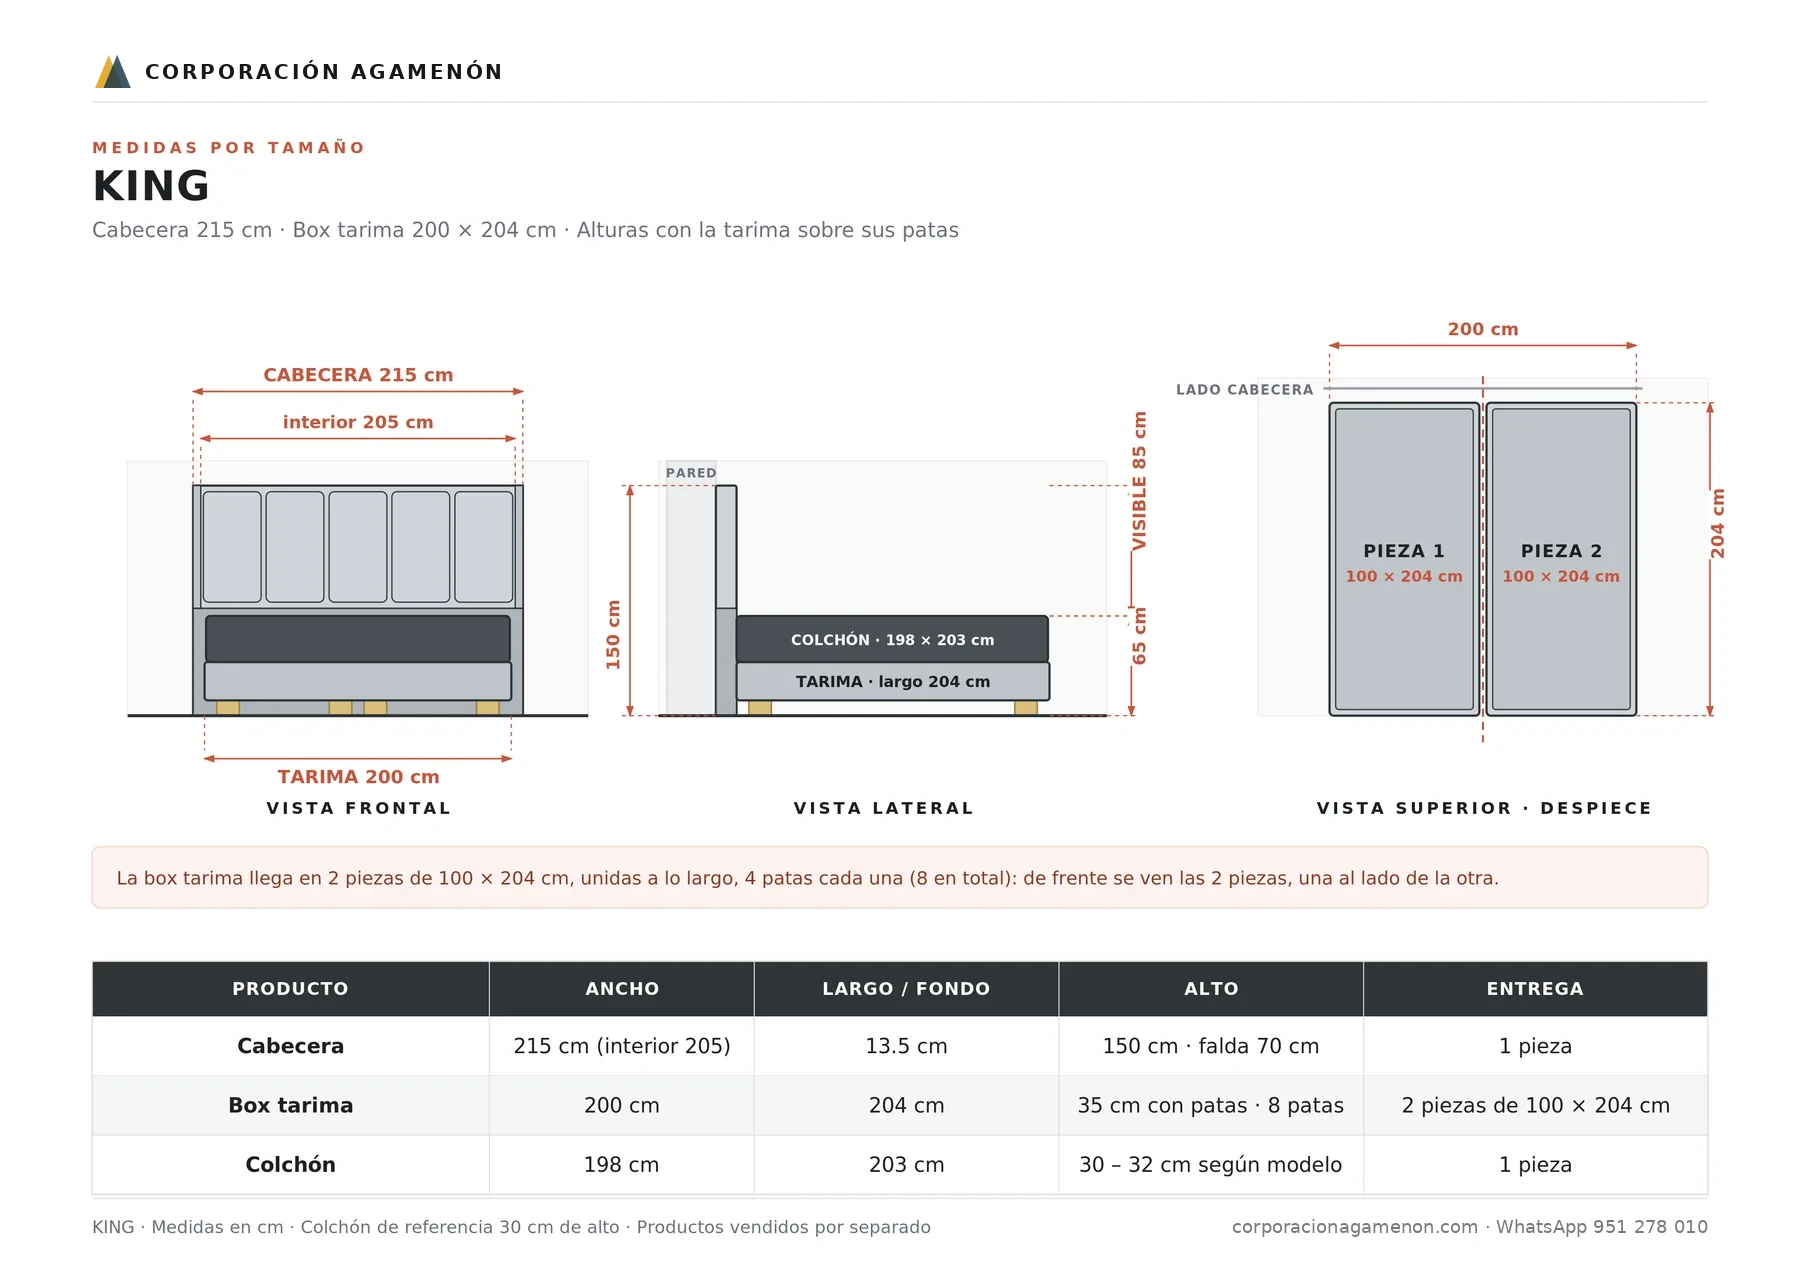 CORPORACIÓN AGAMENÓN
MEDIDAS POR TAMAÑO
KING
Cabecera 215 cm · Box tarima 200 × 204 cm · Alturas con la tarima sobre sus patas
CABECERA 215 cm
interior 205 cm
TARIMA 200 cm
VISTA FRONTAL
PARED
150 cm
COLCHÓN · 198 × 203 cm
TARIMA · largo 204 cm
VISIBLE 85 cm
65 cm
VISTA LATERAL
200 cm
LADO CABECERA
PIEZA 1
100 × 204 cm
PIEZA 2
100 × 204 cm
204 cm
VISTA SUPERIOR · DESPIECE
La box tarima llega en 2 piezas de 100 × 204 cm, unidas a lo largo, 4 patas cada una (8 en total): de frente se ven las 2 piezas, una al lado de la otra.
PRODUCTO ANCHO LARGO / FONDO ALTO ENTREGA
Cabecera 215 cm (interior 205) 13.5 cm 150 cm · falda 70 cm 1 pieza
Box tarima 200 cm 204 cm 35 cm con patas · 8 patas 2 piezas de 100 × 204 cm
Colchón 198 cm 203 cm 30 – 32 cm según modelo 1 pieza
KING · Medidas en cm · Colchón de referencia 30 cm de alto · Productos vendidos por separado
corporacionagamenon.com · WhatsApp 951 278 010